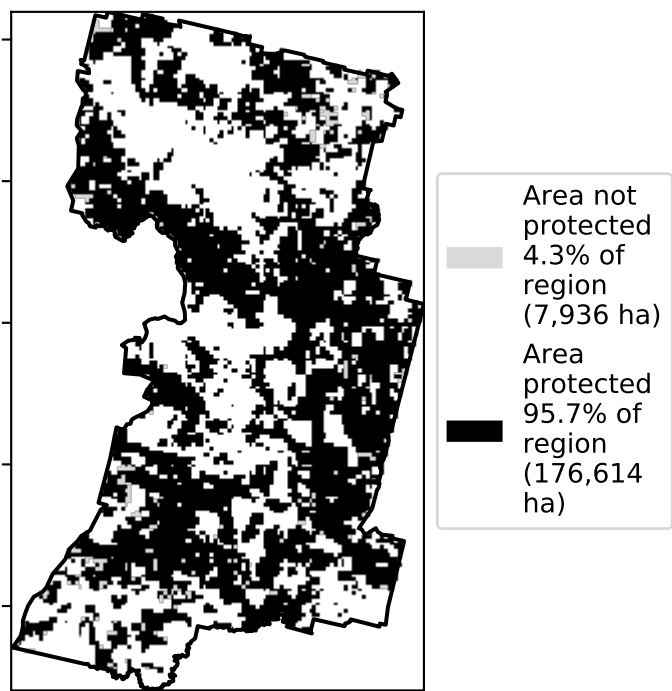 Area not
protected
4.3% of
region
(7,936 ha)
Area
protected
95.7% of
region
(176,614
ha)